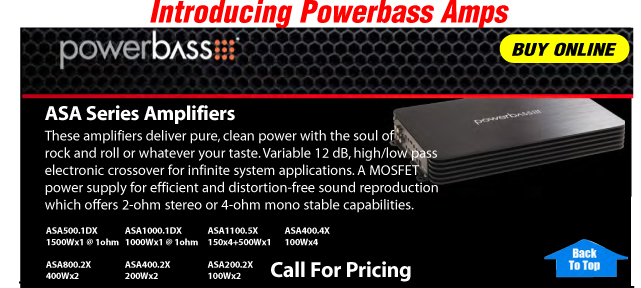 Introducing Powerbass Amps
powerbass
BUY ONLINE
ASA Series Amplifiers
powerbass
These amplifiers deliver pure, clean power with the soul of
rock and roll or whatever your taste. Variable 12 dB, high/low pass
electronic crossover for infinite system applications. A MOSFET
power supply for efficient and distortion-free sound reproduction
which offers 2-ohm stereo or 4-ohm mono stable capabilities.
ASA500.1DX ASA1000.1DX ASA1100.5X ASA400.4X
1500Wx1 @ 1ohm 1000Wx1 @ 1ohm 150x4+500Wx1 100Wx4
ASA800.2X ASA400.2X ASA200.2X
400Wx2 200Wx2 100Wx2
Call For Pricing
Back
To Top